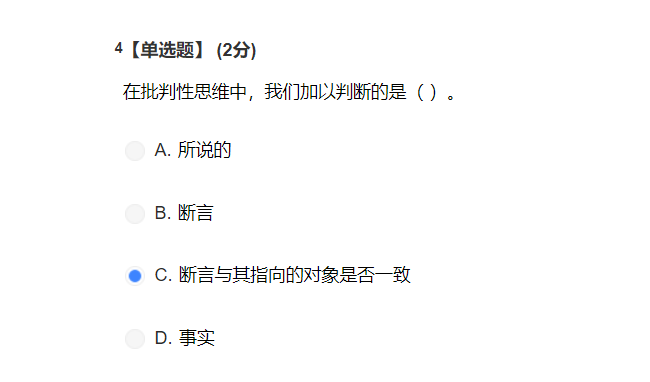 4【单选题】 (2分)
在批判性思维中，我们加以判断的是（ ）。
A. 所说的
B. 断言
C. 断言与其指向的对象是否一致
D. 事实